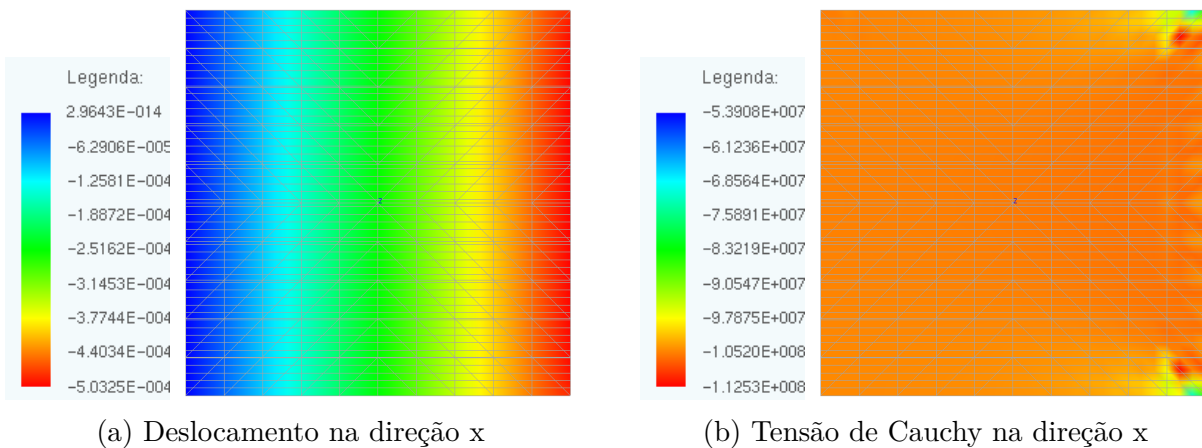 Legenda:
2.9643E-014
-6.2906E-005
-1.2581E-004
-1.8872E-004
-2.5162E-004
-3.1453E-004
-3.7744E-004
-4.4034E-004
-5.0325E-004
z
(a) Deslocamento na direção x
Legenda:
-5.3908E+007
-6.1236E+007
-6.8564E+007
-7.5891E+007
-8.3219E+007
-9.0547E+007
-9.7875E+007
-1.0520E+008
-1.1253E+008
z
(b) Tensão de Cauchy na direção x